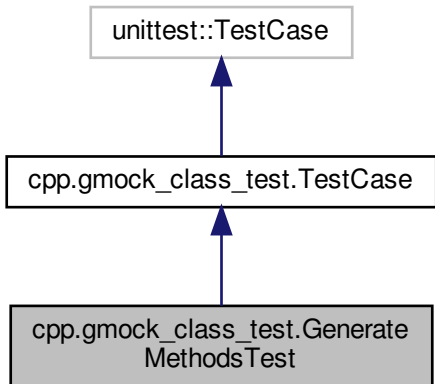 unittest::TestCase
cpp.gmock_class_test.TestCase
cpp.gmock_class_test.Generate
MethodsTest